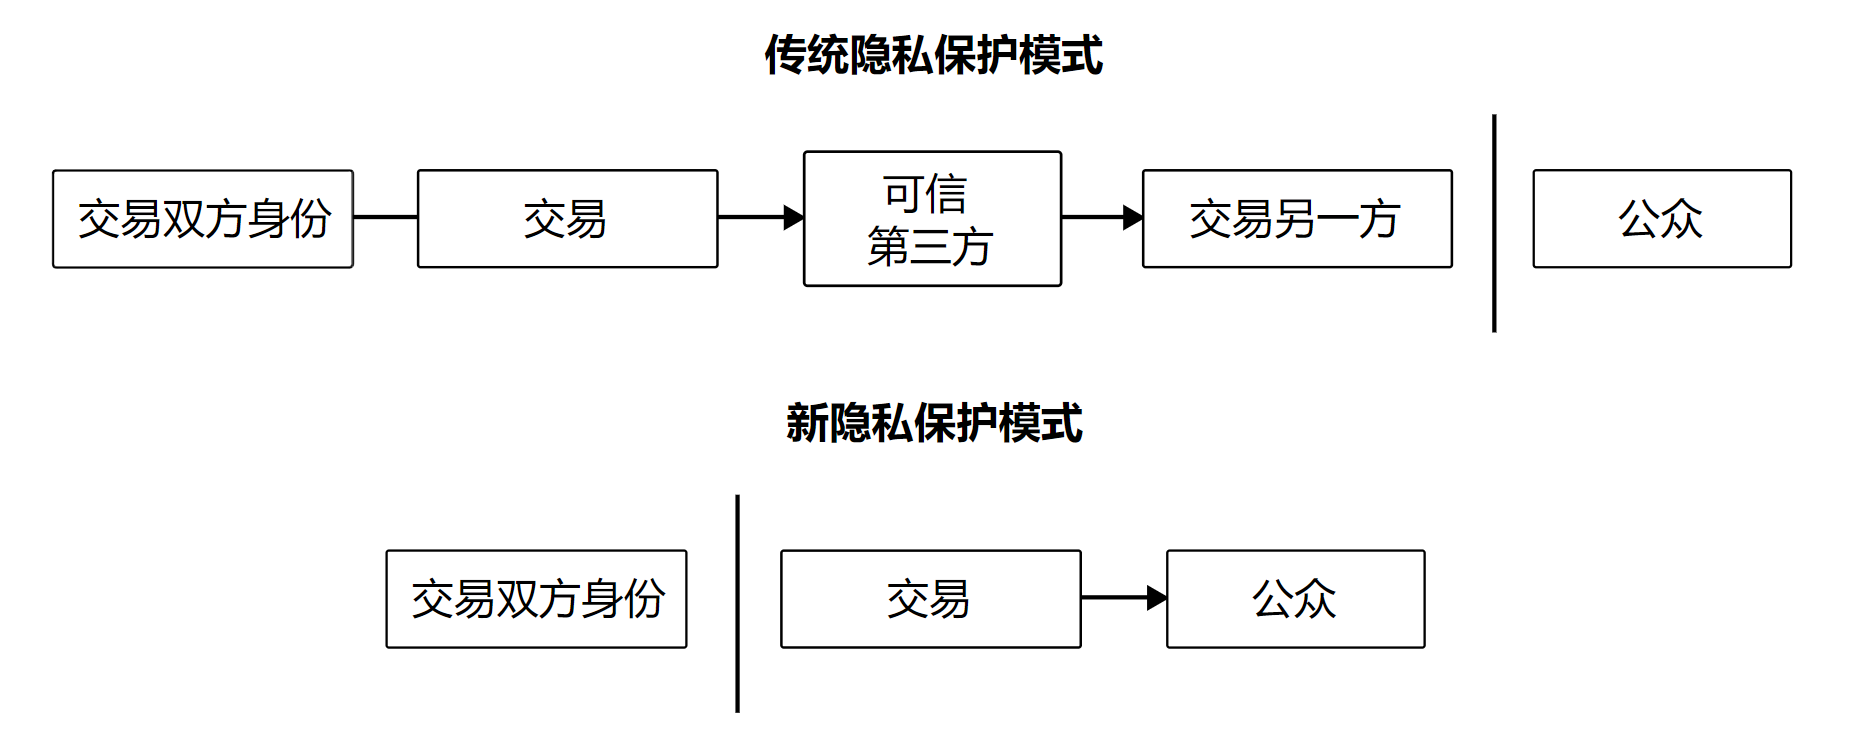 传统隐私保护模式
交易双方身份
交易
可信
第三方
交易另一方
公众
新隐私保护模式
交易双方身份
交易
公众